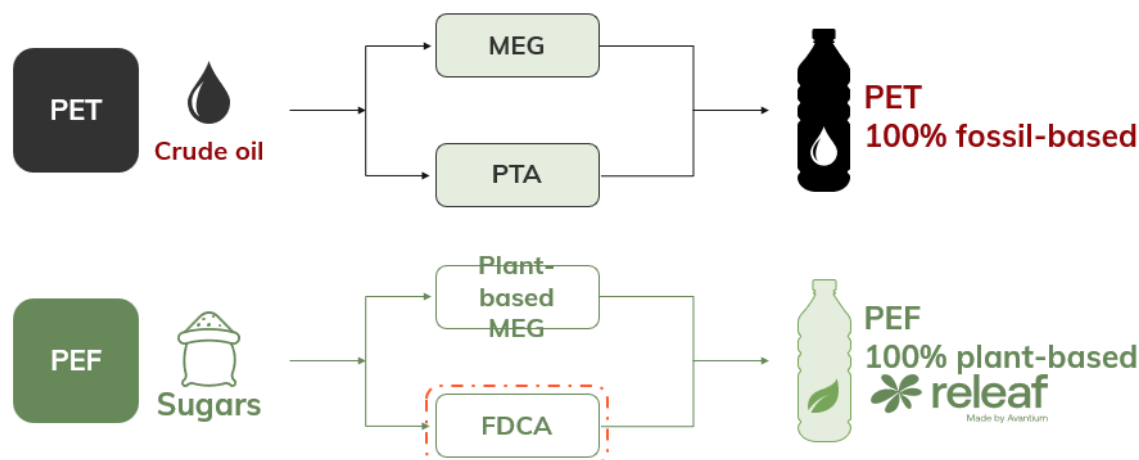 PET
Crude oil
MEG
PTA
PET
100% fossil-based
PEF
Sugars
Plant-
based
MEG
FDCA
PEF
100% plant-based
releaf
Made by Avantium